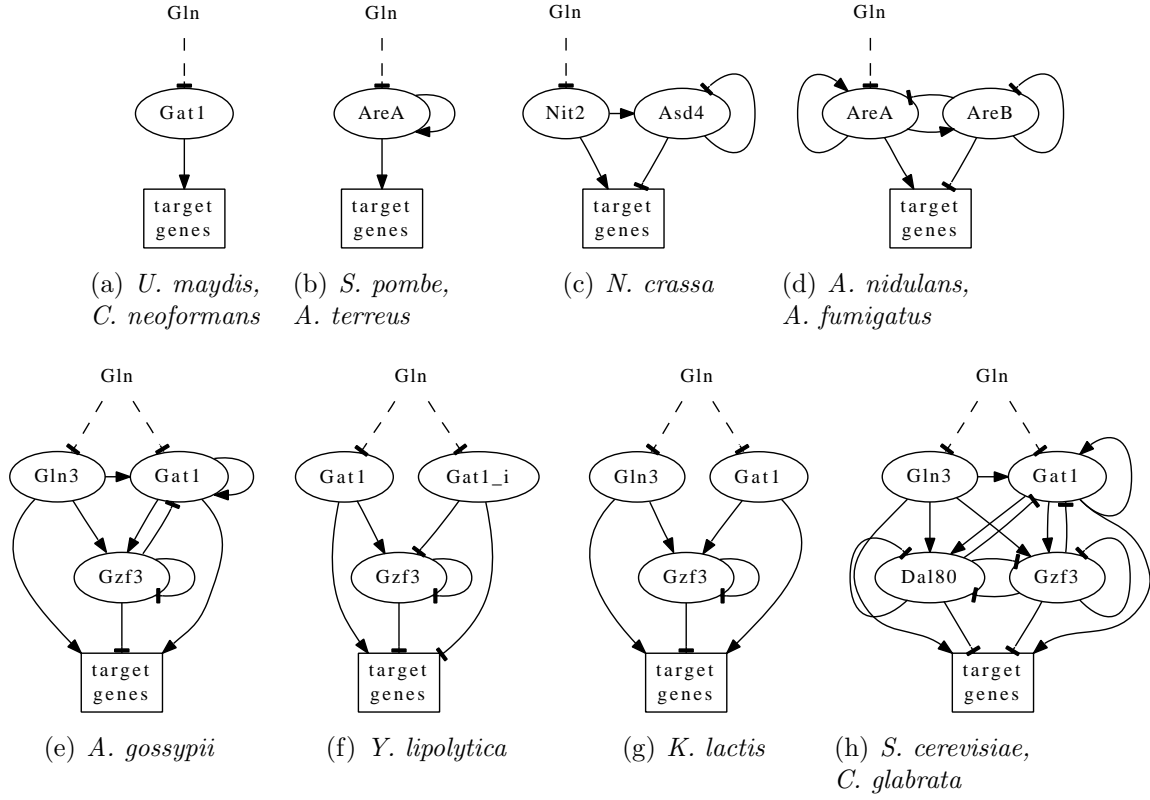 Gln
Gat1
target
genes
(a) U. maydis,
C. neoformans
Gln
AreA
target
genes
(b) S. pombe,
A. terreus
Gln
Nit2
Asd4
target
genes
(c) N. crassa
Gln
AreA
AreB
target
genes
(d) A. nidulans,
A. fumigatus
Gln
Gln3
Gat1
Gzf3
target
genes
(e) A. gossypii
Gln
Gat1
Gat1_i
Gzf3
target
genes
(f) Y. lipolytica
Gln
Gln3
Gat1
Gzf3
target
genes
(g) K. lactis
Gln
Gln3
Gat1
Dal80
Gzf3
target
genes
(h) S. cerevisiae,
C. glabrata